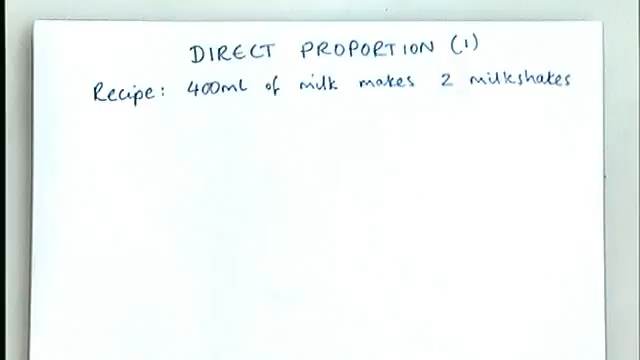 DIRECT PROPORTION (1)
Recipe: 400ml of milk makes 2 milkshakes